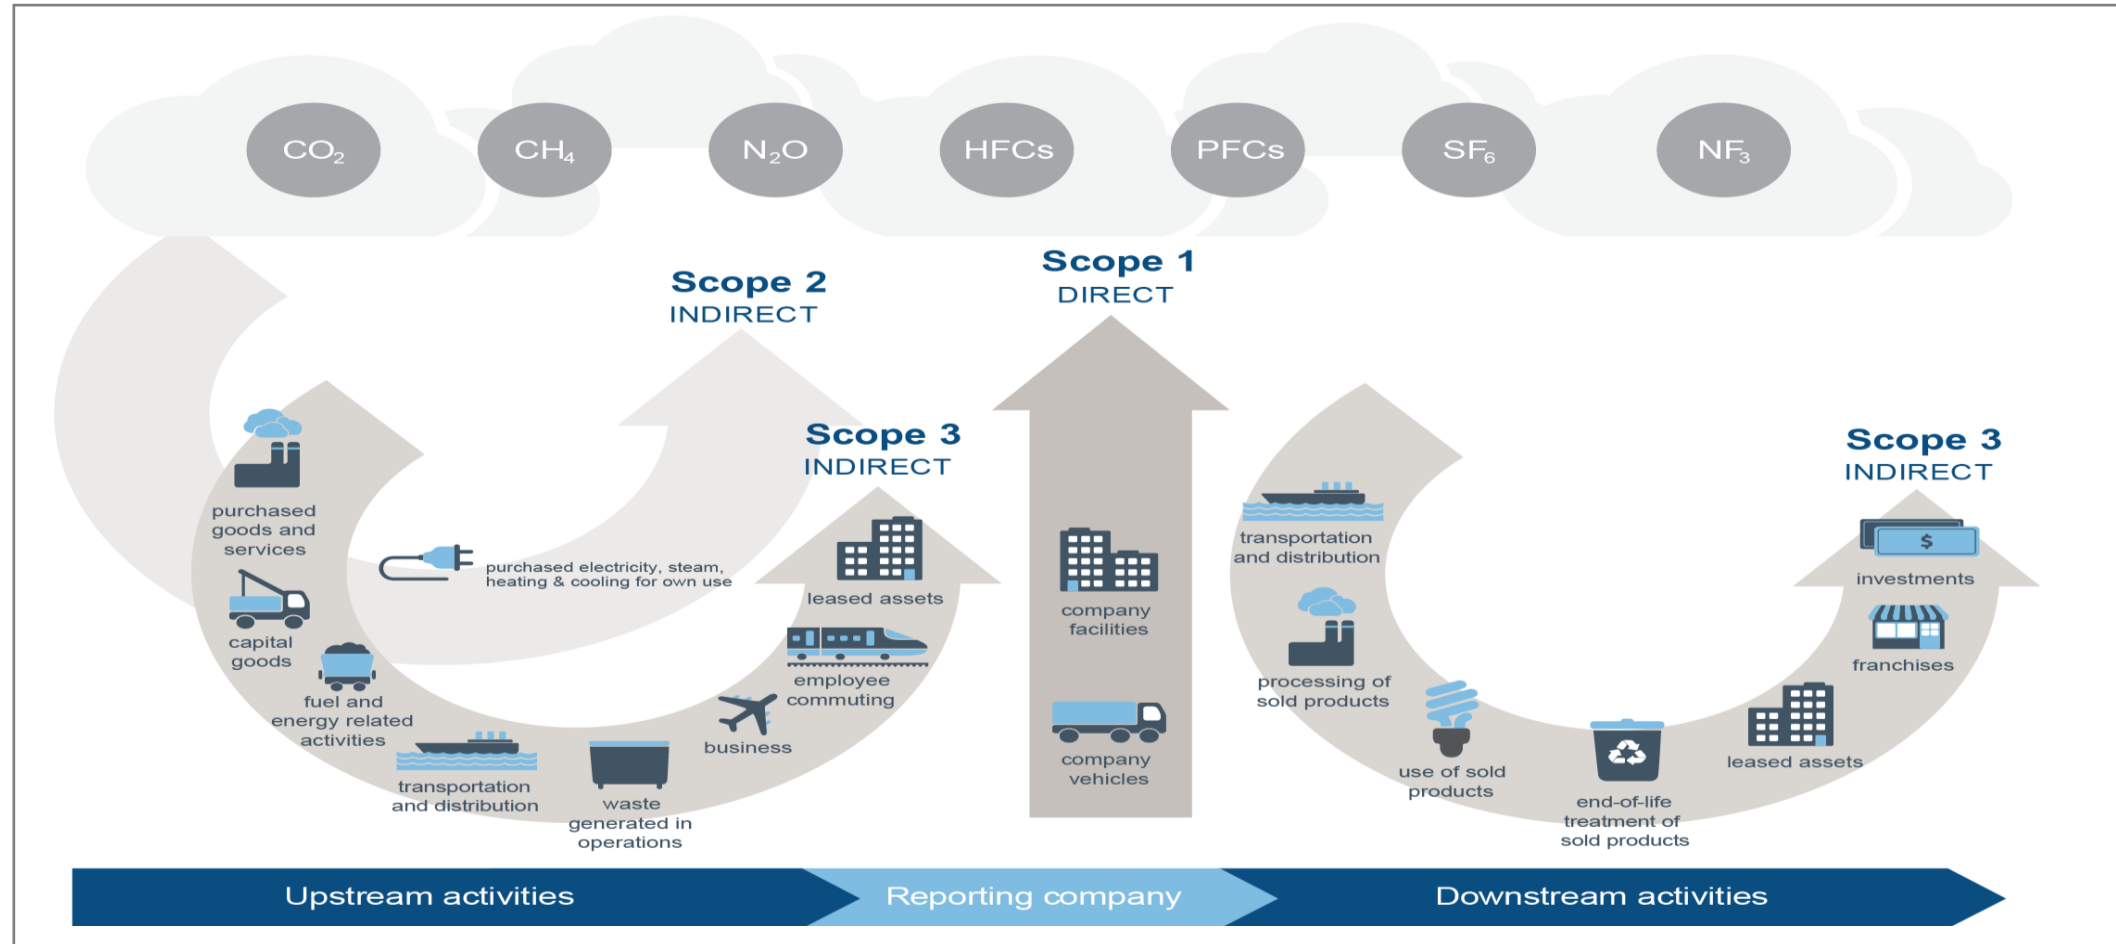 CO₂
CH₄
N₂O
HFCs
PFCs
SF₆
NF₃
Scope 2
INDIRECT
Scope 1
DIRECT
Scope 3
INDIRECT
Scope 3
INDIRECT
purchased
goods and
services
capital
goods
fuel and
energy related
activities
transportation
and distribution
waste
generated in
operations
business
employee
commuting
leased assets
purchased electricity, steam,
heating & cooling for own use
company
facilities
company
vehicles
transportation
and distribution
processing of
sold products
use of sold
products
end-of-life
treatment of
sold products
leased assets
franchises
$
investments
Upstream activities
Reporting company
Downstream activities